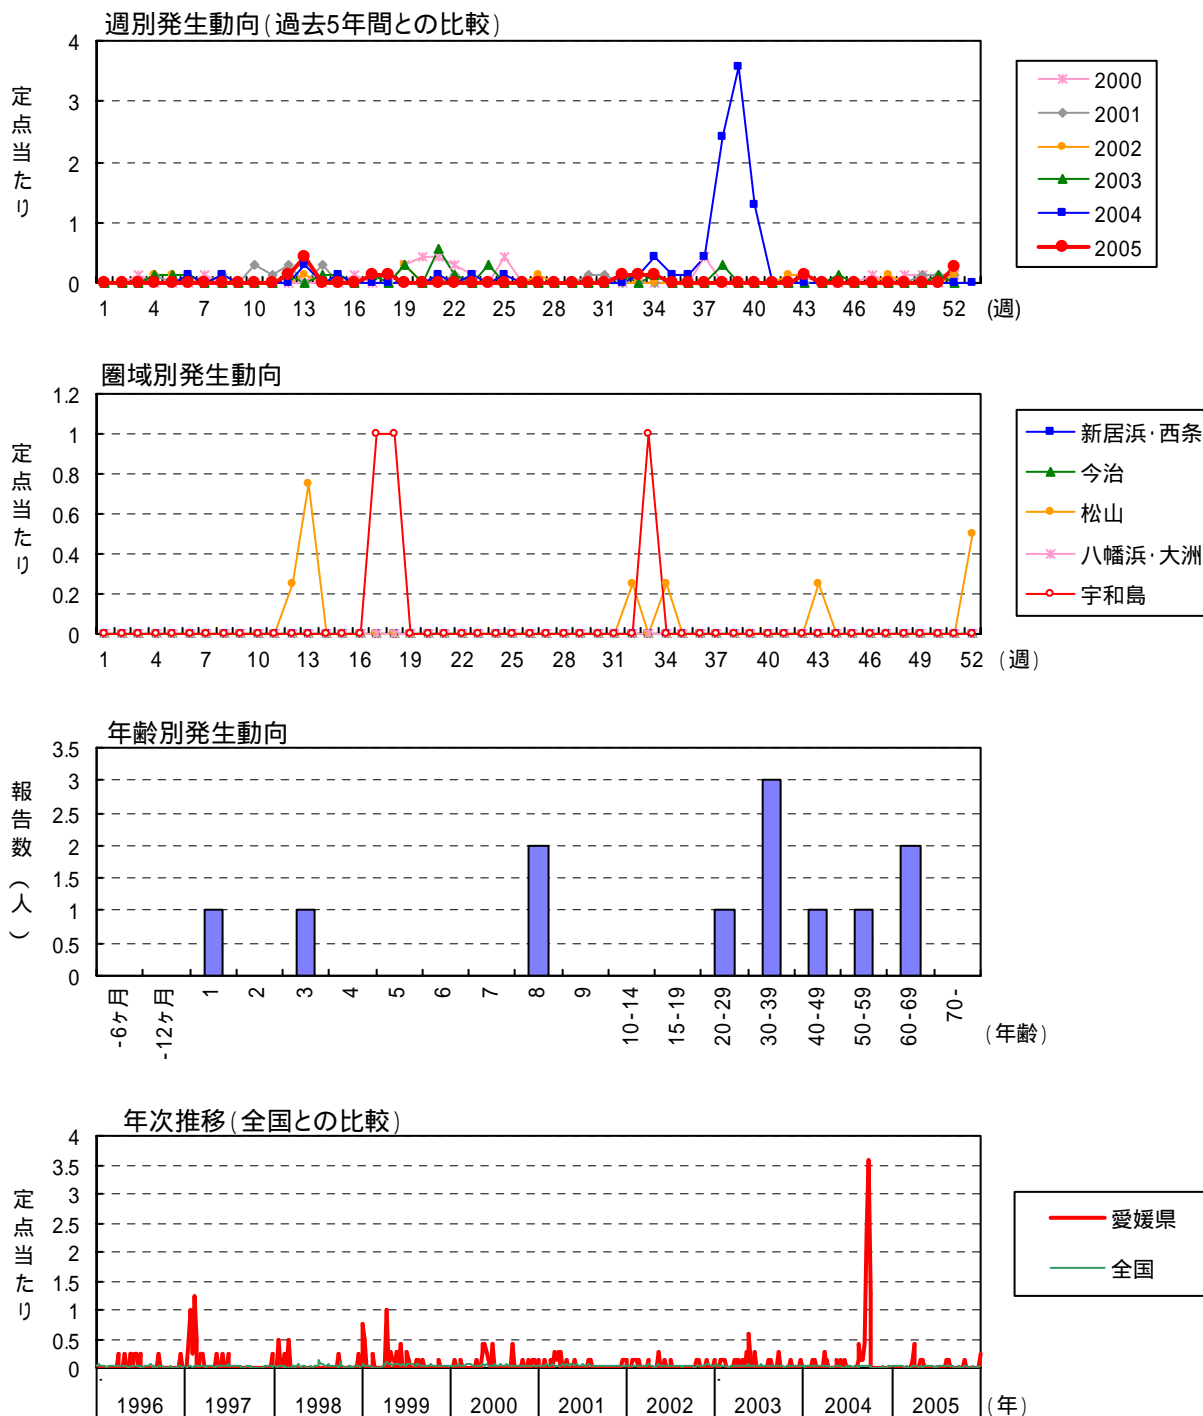 週別発生動向(過去5年間との比較)
定点当たり
4
3
2
1
0
1 4 7 10 13 16 19 22 25 28 31 34 37 40 43 46 49 52 (週)
2000
2001
2002
2003
2004
2005
圏域別発生動向
定点当たり
1.2
1
0.8
0.6
0.4
0.2
0
1 4 7 10 13 16 19 22 25 28 31 34 37 40 43 46 49 52 (週)
新居浜・西条
今治
松山
八幡浜・大洲
宇和島
年齢別発生動向
報告数(人)
3.5
3
2.5
2
1.5
1
0.5
0
-6ヶ月 -12ヶ月 1 2 3 4 5 6 7 8 9 10-14 15-19 20-29 30-39 40-49 50-59 60-69 70- (年齢)
年次推移(全国との比較)
定点当たり
4
3.5
3
2.5
2
1.5
1
0.5
0
1996 1997 1998 1999 2000 2001 2002 2003 2004 2005 (年)
愛媛県
全国